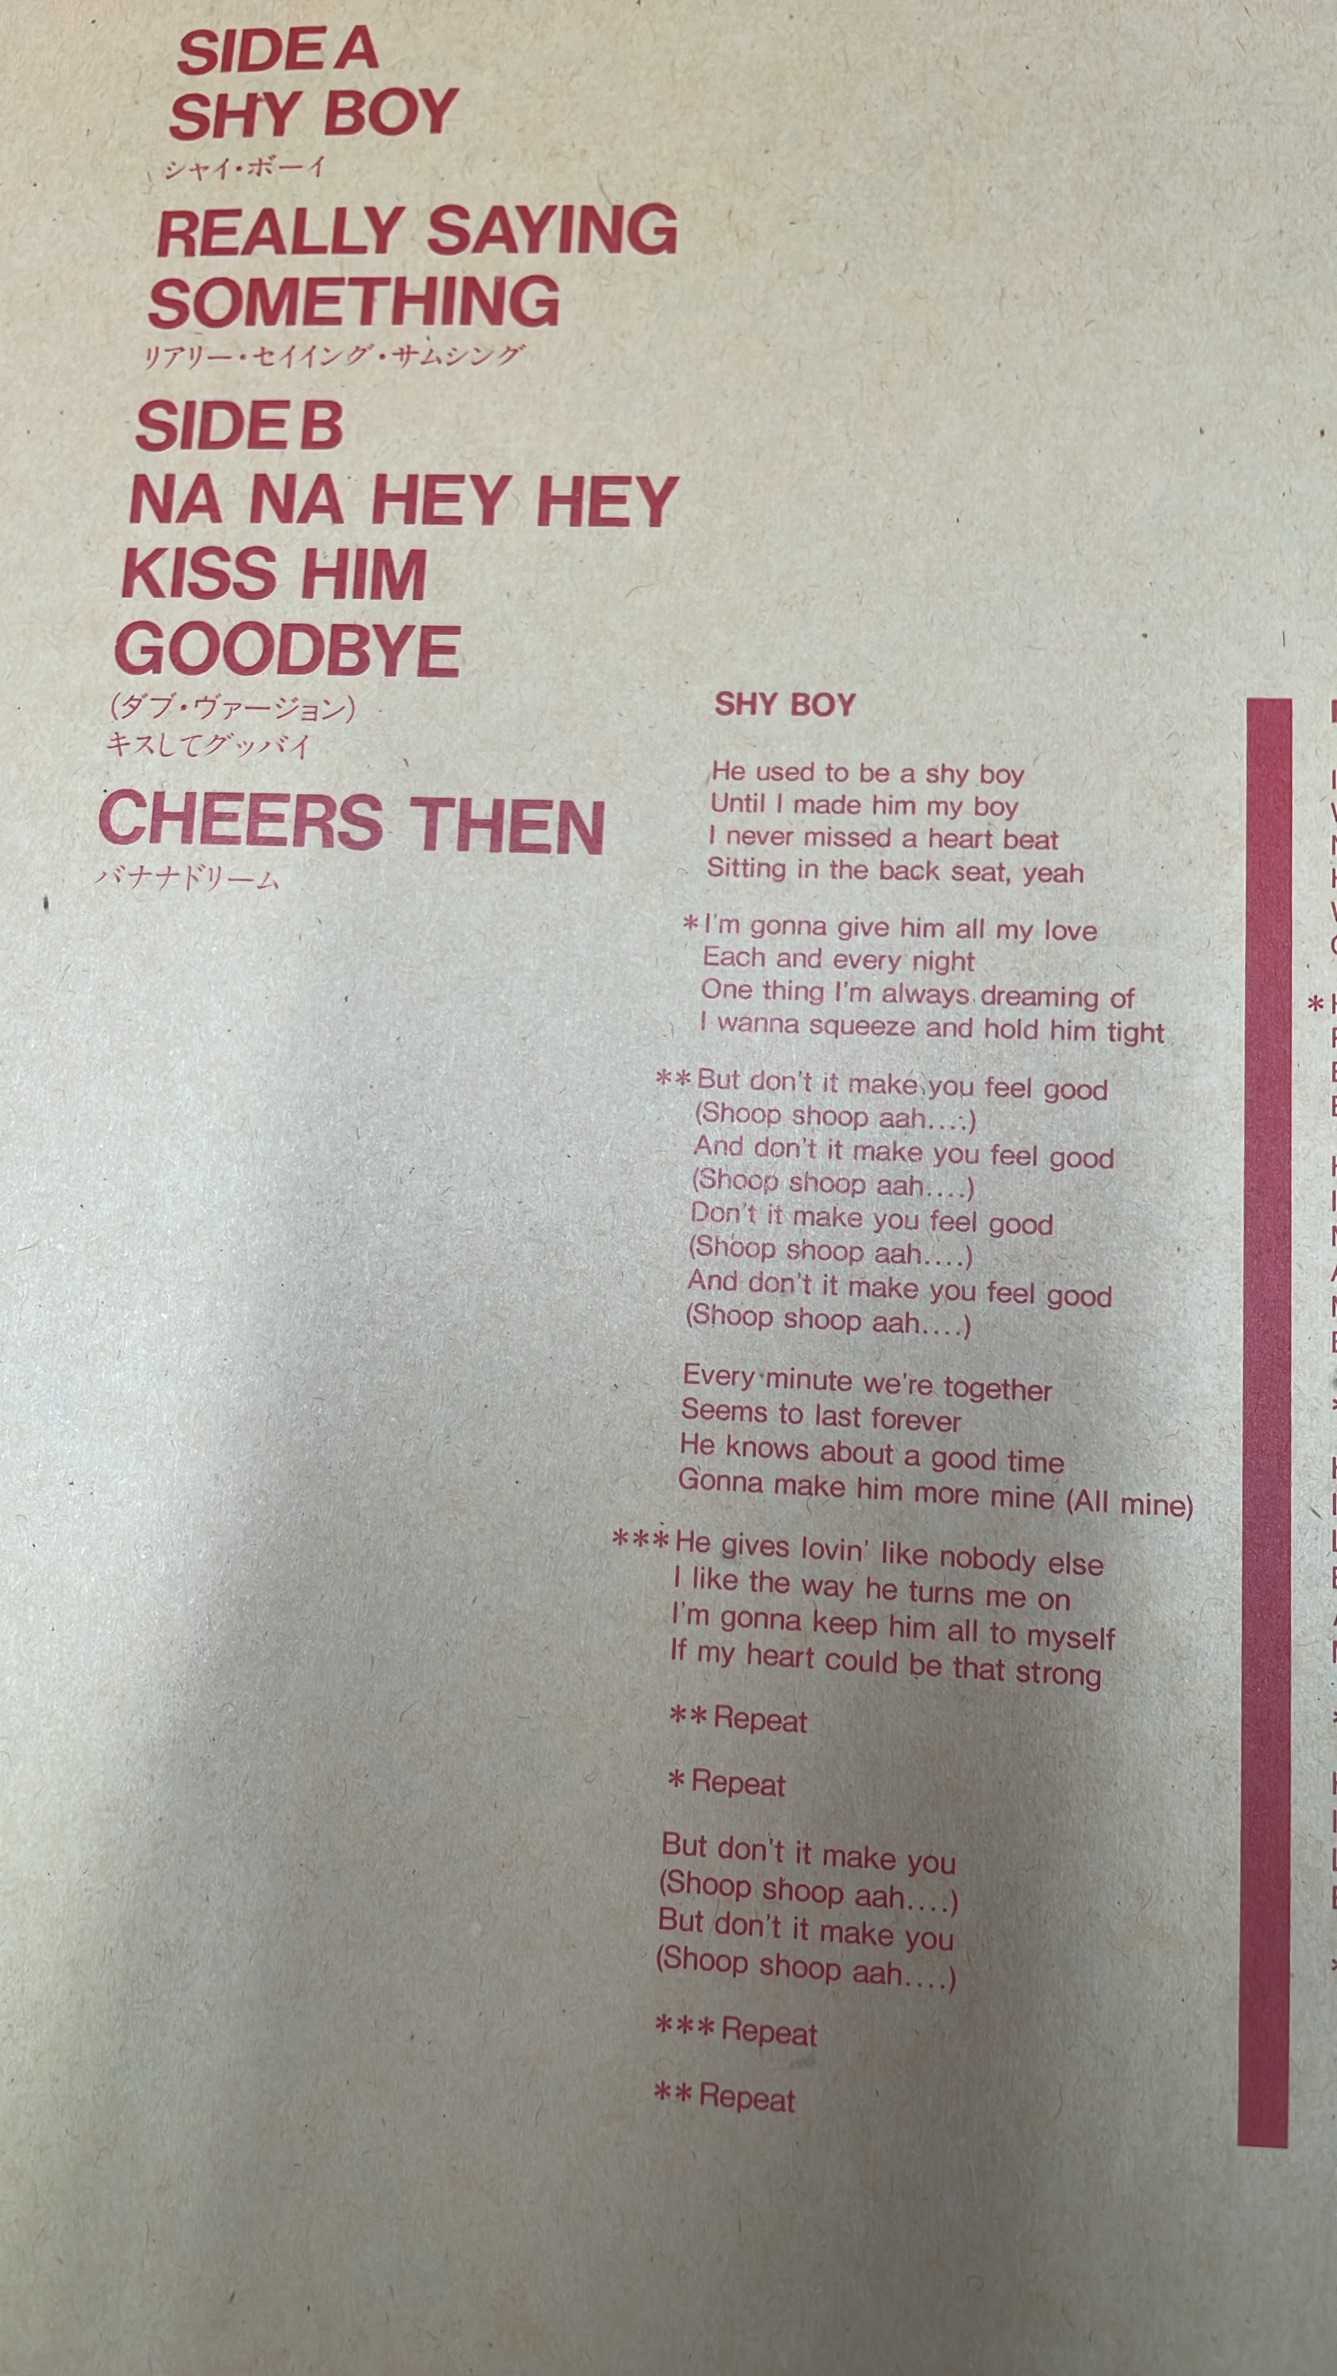 SIDE A
SHY BOY
シャイ・ボーイ
REALLY SAYING
SOMETHING
リアリー・セイイング・サムシング
SIDE B
NA NA HEY HEY
KISS HIM
GOODBYE
(ダブ・ヴァージョン)
キスしてグッバイ
CHEERS THEN
バナナドリーム
SHY BOY
He used to be a shy boy
Until I made him my boy
I never missed a heart beat
Sitting in the back seat, yeah
*I'm gonna give him all my love
Each and every night
One thing I'm always dreaming of
I wanna squeeze and hold him tight
**But don't it make you feel good
(Shoop shoop aah....)
And don't it make you feel good
(Shoop shoop aah....)
Don't it make you feel good
(Shoop shoop aah....)
And don't it make you feel good
(Shoop shoop aah....)
Every minute we're together
Seems to last forever
He knows about a good time
Gonna make him more mine (All mine)
***He gives lovin' like nobody else
I like the way he turns me on
I'm gonna keep him all to myself
If my heart could be that strong
**Repeat
*Repeat
But don't it make you
(Shoop shoop aah....)
But don't it make you
(Shoop shoop aah....)
***Repeat
**Repeat